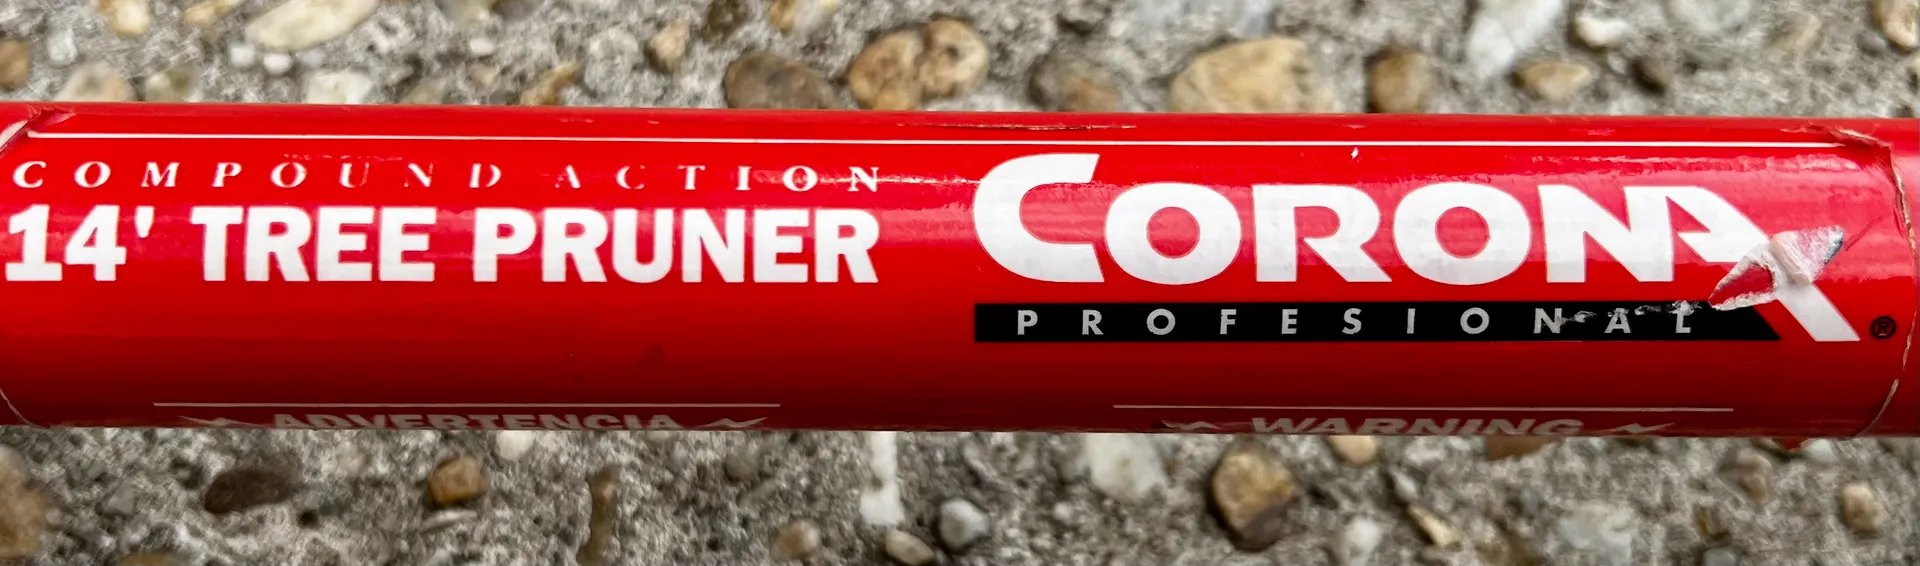 COMPOUND ACTION
14' TREE PRUNER
CORONA
PROFESIONAL
®
ADVERTENCIA
WARNING